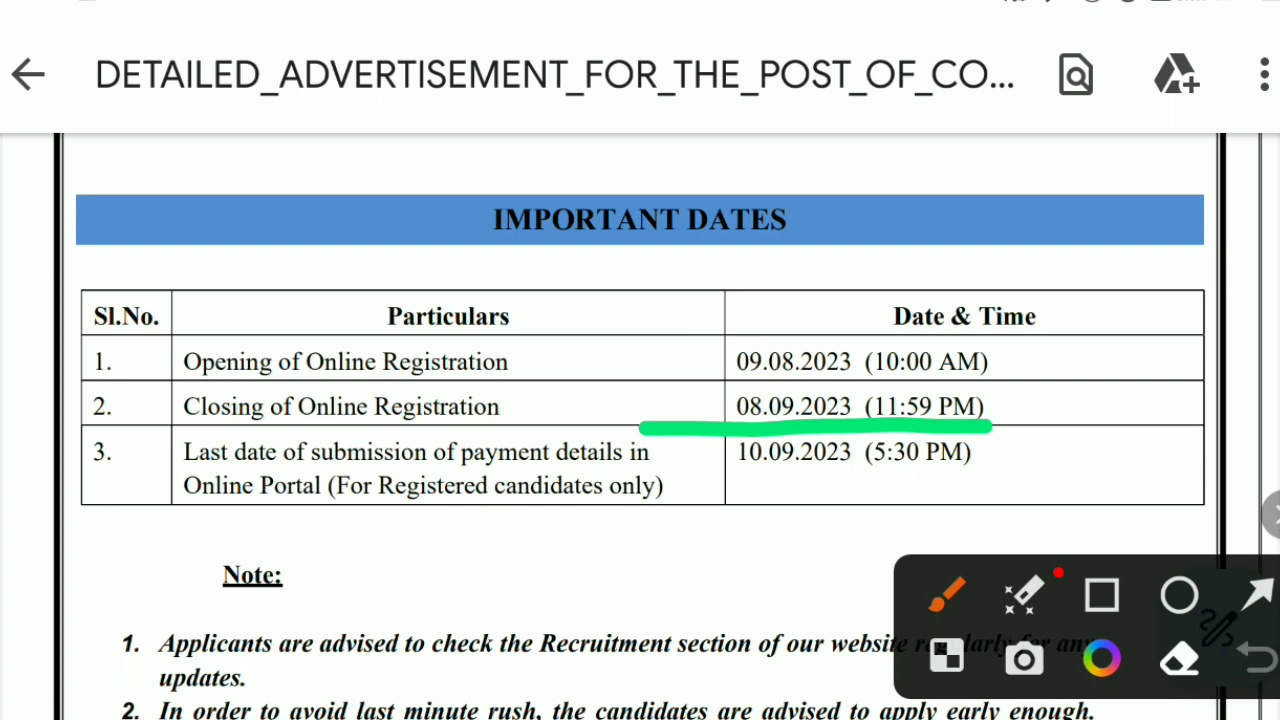 DETAILED_ADVERTISEMENT_FOR_THE_POST_OF_CO...
IMPORTANT DATES
Sl.No. Particulars Date & Time
1. Opening of Online Registration 09.08.2023 (10:00 AM)
2. Closing of Online Registration 08.09.2023 (11:59 PM)
3. Last date of submission of payment details in 10.09.2023 (5:30 PM)
Online Portal (For Registered candidates only)
Note:
1. Applicants are advised to check the Recruitment section of our website regularly for any
updates.
2. In order to avoid last minute rush, the candidates are advised to apply early enough.